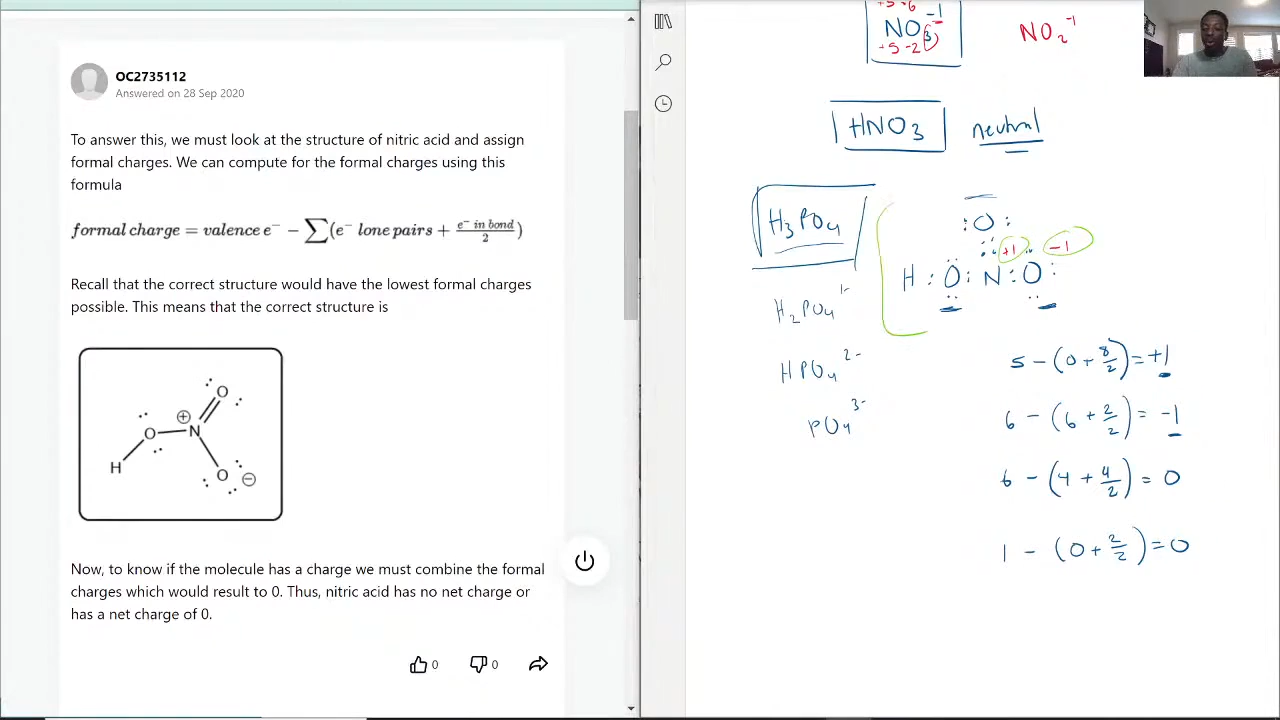 OC2735112
Answered on 28 Sep 2020
To answer this, we must look at the structure of nitric acid and assign
formal charges. We can compute for the formal charges using this
formula
formal charge = valence e⁻ − ∑(e⁻ lone pairs + e⁻ in bond/2)
Recall that the correct structure would have the lowest formal charges
possible. This means that the correct structure is
O
⊕
O N
H O ⊖
Now, to know if the molecule has a charge we must combine the formal
charges which would result to 0. Thus, nitric acid has no net charge or
has a net charge of 0.
0 0
+5 -6
NO₃⁻¹
+5 -2
NO₂⁻¹
HNO₃ neutral
H₃PO₄
H₂PO₄¹⁻
HPO₄²⁻
PO₄³⁻
:O:
+1 -1
H : O : N : O :
5 − (0 + 8/2) = +1
6 − (6 + 2/2) = -1
6 − (4 + 4/2) = 0
1 − (0 + 2/2) = 0